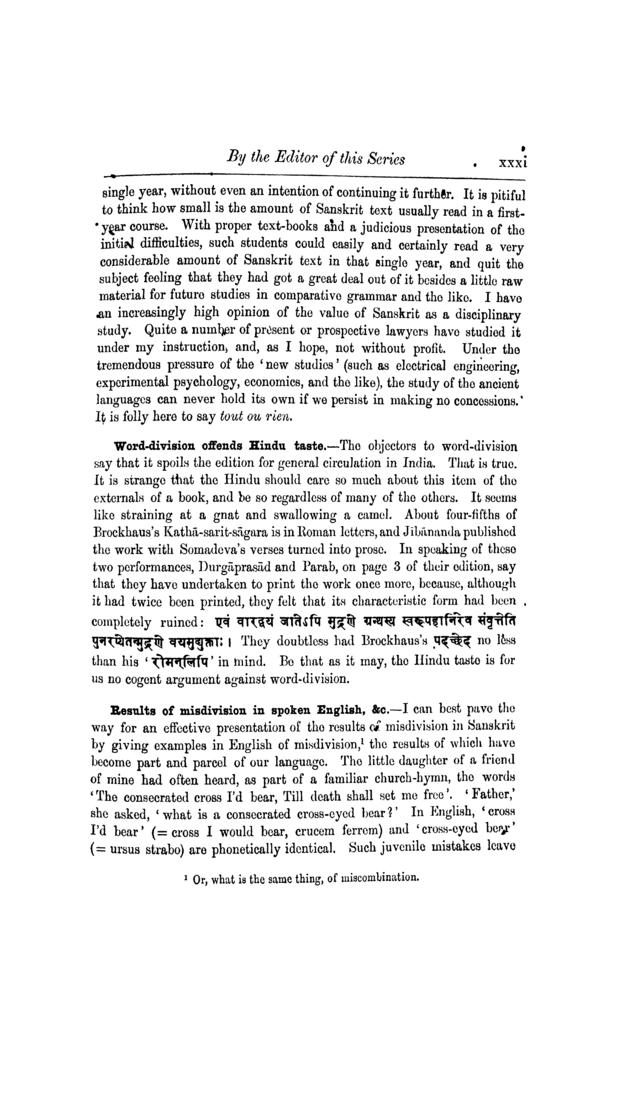 By the Editor of this Series xxxi
single year, without even an intention of continuing it further. It is pitiful
to think how small is the amount of Sanskrit text usually read in a first-
year course. With proper text-books and a judicious presentation of the
initial difficulties, such students could easily and certainly read a very
considerable amount of Sanskrit text in that single year, and quit the
subject feeling that they had got a great deal out of it besides a little raw
material for future studies in comparative grammar and the like. I have
an increasingly high opinion of the value of Sanskrit as a disciplinary
study. Quite a number of present or prospective lawyers have studied it
under my instruction, and, as I hope, not without profit. Under the
tremendous pressure of the ‘new studies’ (such as electrical engineering,
experimental psychology, economics, and the like), the study of the ancient
languages can never hold its own if we persist in making no concessions.
It is folly here to say tout ou rien.
Word-division offends Hindu taste.—The objectors to word-division
say that it spoils the edition for general circulation in India. That is true.
It is strange that the Hindu should care so much about this item of the
externals of a book, and be so regardless of many of the others. It seems
like straining at a gnat and swallowing a camel. About four-fifths of
Brockhaus’s Kathā-sarit-sāgara is in Roman letters, and Jībānanda published
the work with Somadeva’s verses turned into prose. In speaking of these
two performances, Durgāprasād and Parab, on page 3 of their edition, say
that they have undertaken to print the work once more, because, although
it had twice been printed, they felt that its characteristic form had been
completely ruined: एवं वारद्वयं जातेऽपि मुद्रणे ग्रन्थस्य स्वरूपहानिरेव संवृत्तेति
पुनरप्येतन्मुद्रणे वयमुद्युक्ताः। They doubtless had Brockhaus’s पदच्छेद no less
than his ‘रोमन्लिपि’ in mind. Be that as it may, the Hindu taste is for
us no cogent argument against word-division.
Results of misdivision in spoken English, &c.—I can best pave the
way for an effective presentation of the results of misdivision in Sanskrit
by giving examples in English of misdivision,¹ the results of which have
become part and parcel of our language. The little daughter of a friend
of mine had often heard, as part of a familiar church-hymn, the words
‘The consecrated cross I’d bear, Till death shall set me free’. ‘Father,’
she asked, ‘what is a consecrated cross-eyed bear?’ In English, ‘cross
I’d bear’ (= cross I would bear, crucem ferrem) and ‘cross-eyed bear’
(= ursus strabo) are phonetically identical. Such juvenile mistakes leave
¹ Or, what is the same thing, of miscombination.